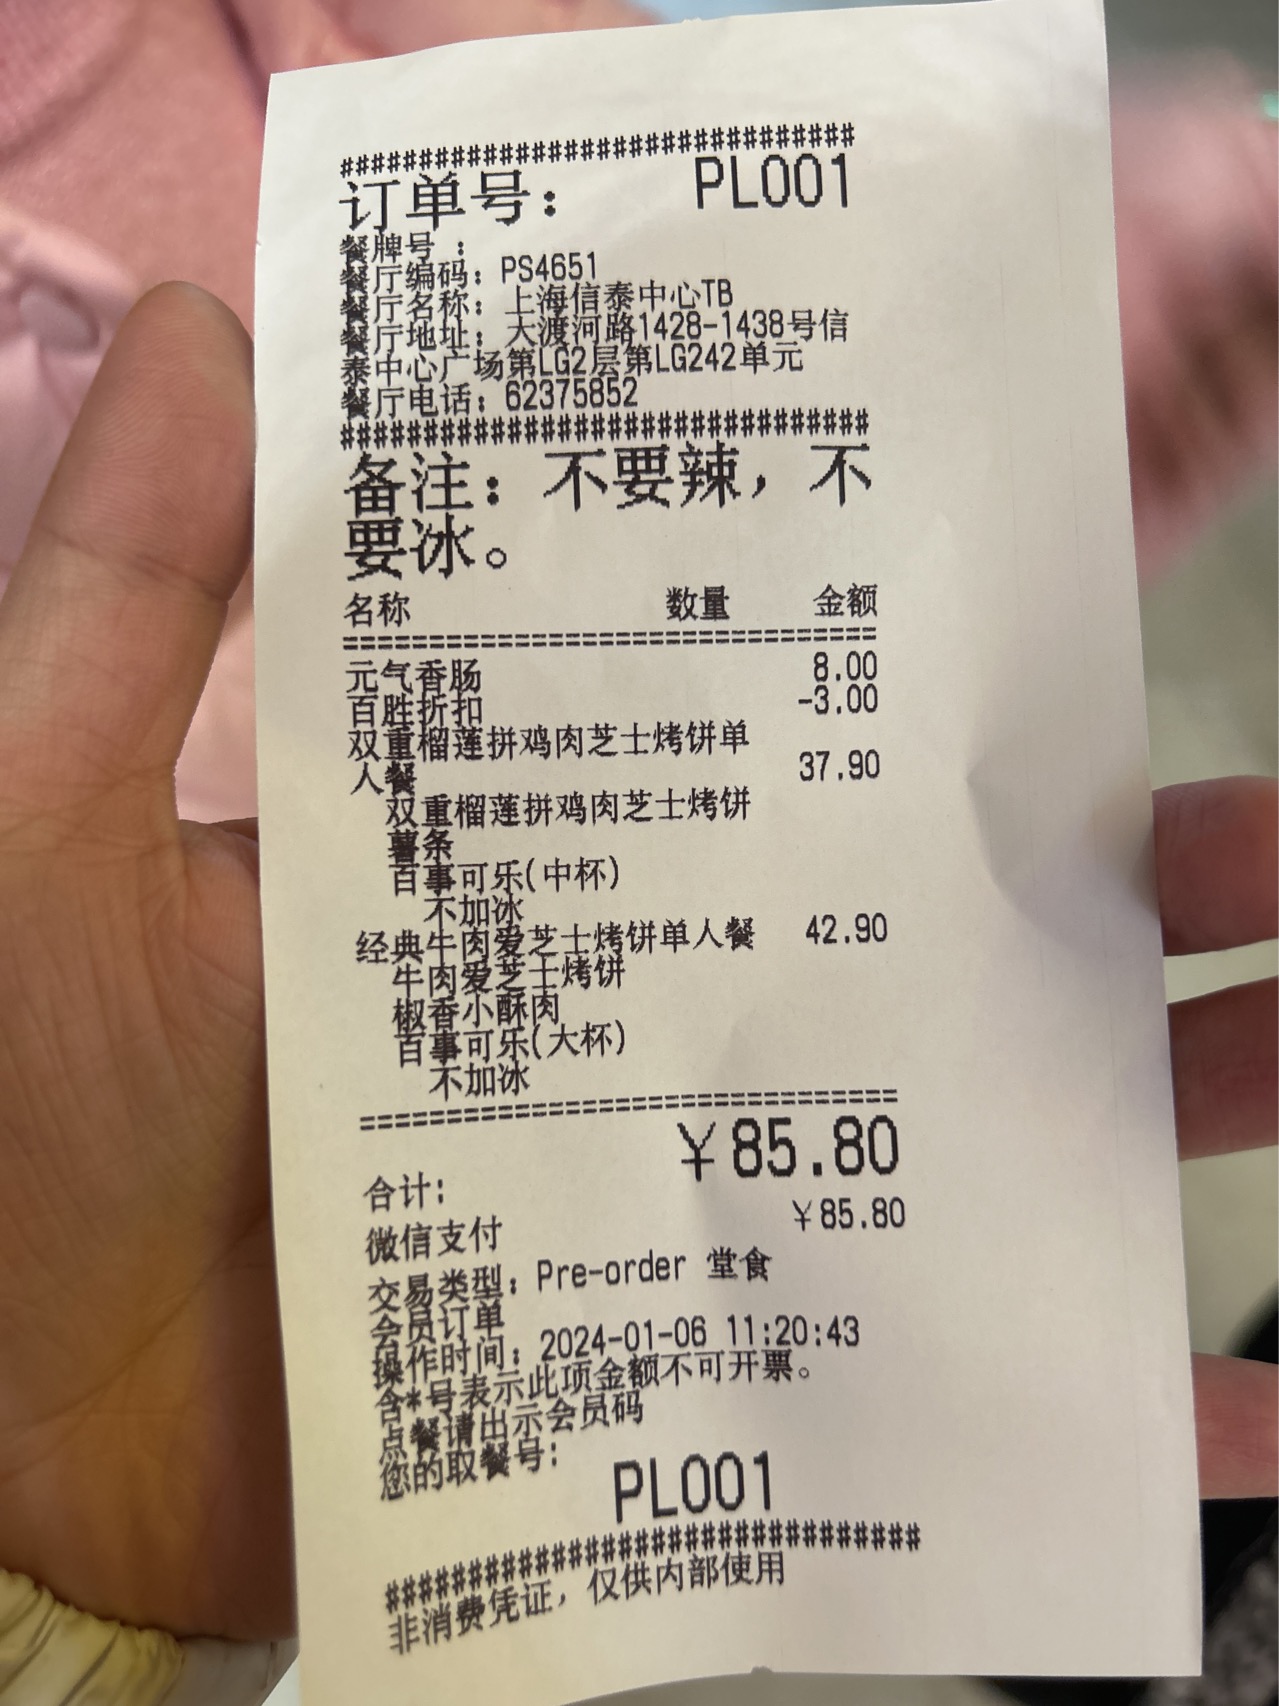 ################################
订单号： PL001
餐牌号 ：
餐厅编码：PS4651
餐厅名称：上海信泰中心TB
餐厅地址：大渡河路1428-1438号信
泰中心广场第LG2层第LG242单元
餐厅电话：62375852
################################
备注：不要辣，不
要冰。
名称 数量 金额
================================
元气香肠 8.00
百胜折扣 -3.00
双重榴莲拼鸡肉芝士烤饼单
人餐 37.90
双重榴莲拼鸡肉芝士烤饼
薯条
百事可乐(中杯)
不加冰
经典牛肉爱芝士烤饼单人餐 42.90
牛肉爱芝士烤饼
椒香小酥肉
百事可乐(大杯)
不加冰
================================
￥85.80
合计:
￥85.80
微信支付
交易类型：Pre-order 堂食
会员订单
操作时间：2024-01-06 11:20:43
含*号表示此项金额不可开票。
点餐请出示会员码
您的取餐号:
PL001
################################
非消费凭证，仅供内部使用